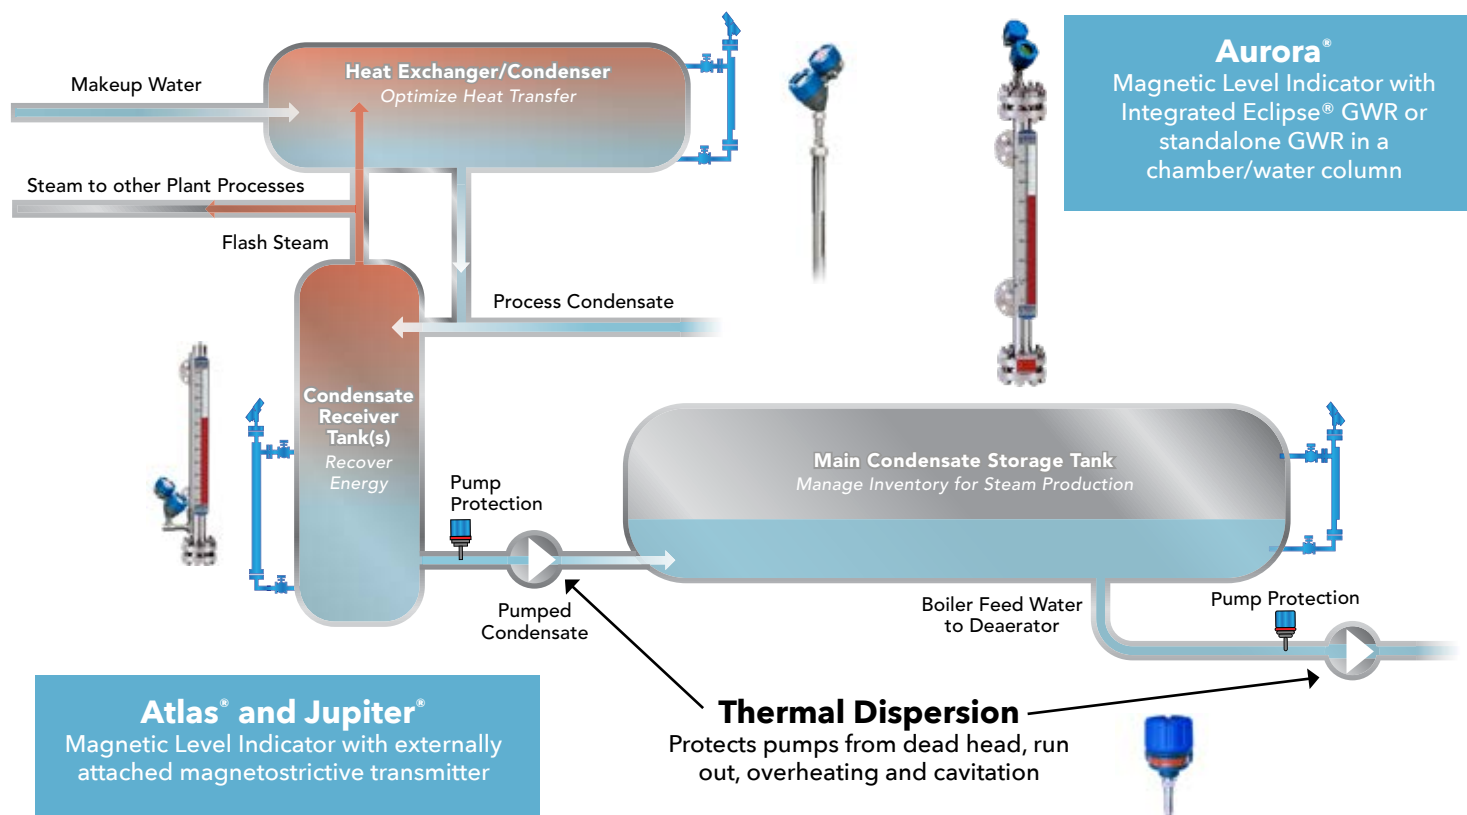 Makeup Water
Heat Exchanger/Condenser
Optimize Heat Transfer
Aurora®
Magnetic Level Indicator with
Integrated Eclipse® GWR or
standalone GWR in a
chamber/water column
Steam to other Plant Processes
Flash Steam
Process Condensate
Condensate
Receiver
Tank(s)
Recover
Energy
Pump
Protection
Main Condensate Storage Tank
Manage Inventory for Steam Production
Pumped
Condensate
Boiler Feed Water
to Deaerator
Pump Protection
Atlas® and Jupiter®
Magnetic Level Indicator with externally
attached magnetostrictive transmitter
Thermal Dispersion
Protects pumps from dead head, run
out, overheating and cavitation